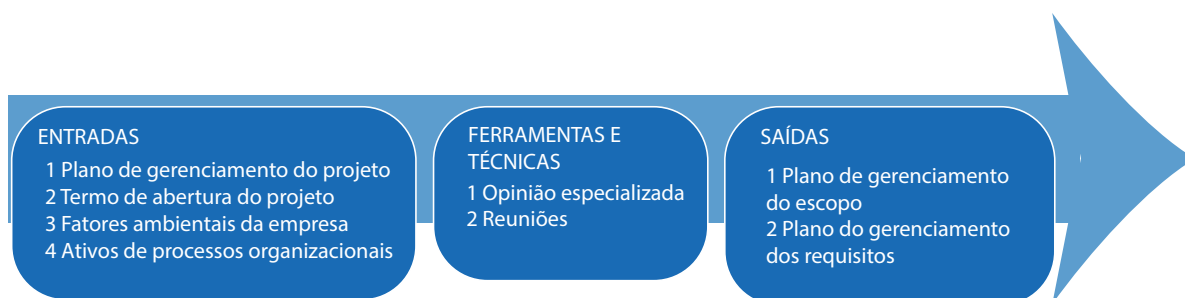 ENTRADAS
1 Plano de gerenciamento do projeto
2 Termo de abertura do projeto
3 Fatores ambientais da empresa
4 Ativos de processos organizacionais
FERRAMENTAS E
TÉCNICAS
1 Opinião especializada
2 Reuniões
SAÍDAS
1 Plano de gerenciamento
do escopo
2 Plano do gerenciamento
dos requisitos